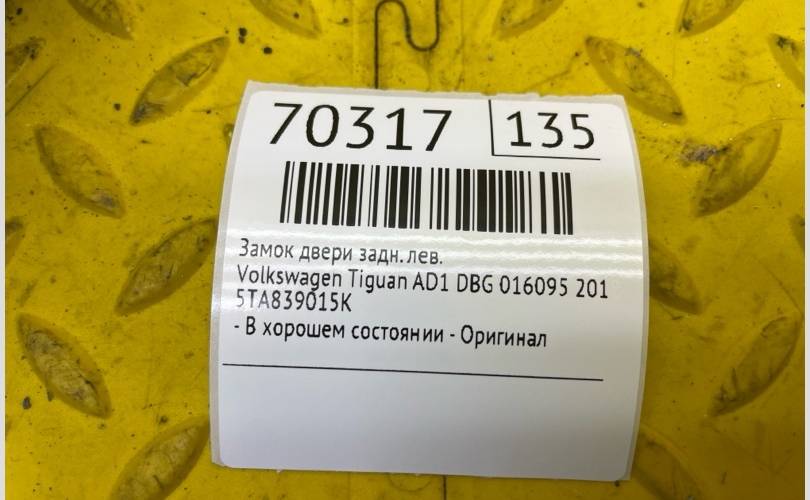 70317 135
Замок двери задн. лев.
Volkswagen Tiguan AD1 DBG 016095 201
5TA839015K
- В хорошем состоянии - Оригинал